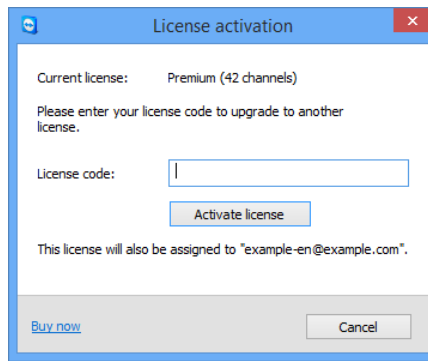 License activation
Current license: Premium (42 channels)
Please enter your license code to upgrade to another
license.
License code:
Activate license
This license will also be assigned to "example-en@example.com".
Buy now Cancel